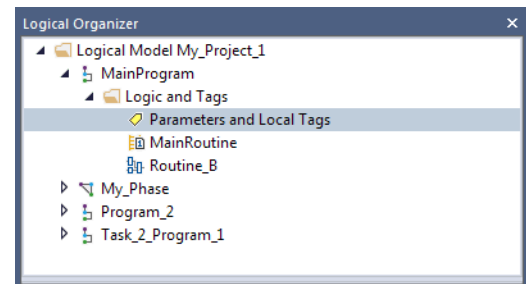 Logical Organizer
Logical Model My_Project_1
MainProgram
Logic and Tags
Parameters and Local Tags
MainRoutine
Routine_B
My_Phase
Program_2
Task_2_Program_1